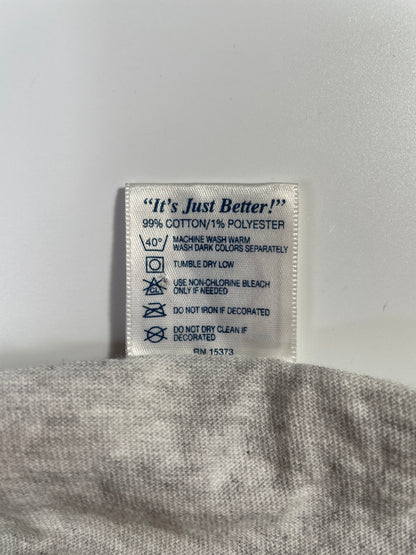 “It's Just Better!”
99% COTTON/1% POLYESTER
40° MACHINE WASH WARM
WASH DARK COLORS SEPARATELY
TUMBLE DRY LOW
CL USE NON-CHLORINE BLEACH
ONLY IF NEEDED
DO NOT IRON IF DECORATED
DO NOT DRY CLEAN IF
DECORATED
RN 15373